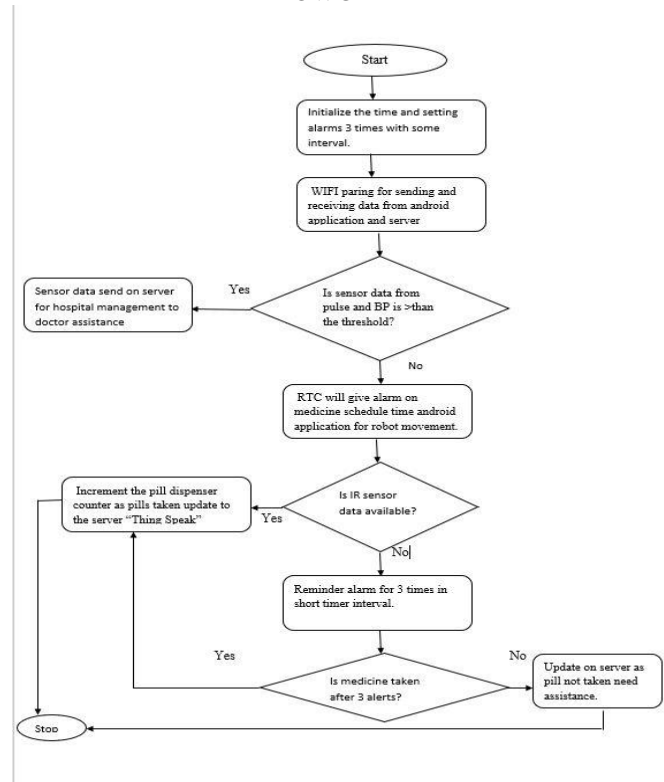 Start
Initialize the time and setting
alarms 3 times with some
interval.
WIFI paring for sending and
receiving data from android
application and server
Yes
Sensor data send on server
for hospital management to
doctor assistance
Is sensor data from
pulse and BP is >than
the threshold?
No
RTC will give alarm on
medicine schedule time android
application for robot movement.
Increment the pill dispenser
counter as pills taken update to
the server “Thing Speak”
Yes
Is IR sensor
data available?
No
Reminder alarm for 3 times in
short timer interval.
Yes
Is medicine taken
after 3 alerts?
No
Update on server as
pill not taken need
assistance.
Stop